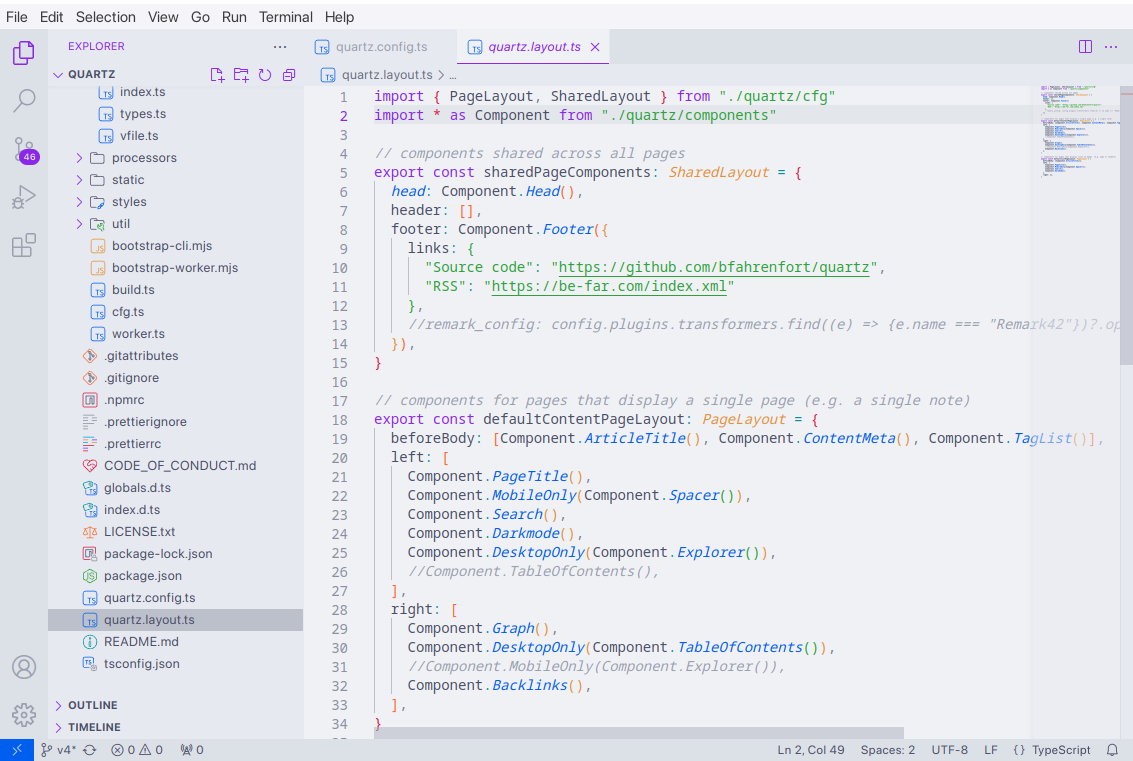 File Edit Selection View Go Run Terminal Help
EXPLORER
QUARTZ
index.ts
types.ts
vfile.ts
processors
static
styles
util
bootstrap-cli.mjs
bootstrap-worker.mjs
build.ts
cfg.ts
worker.ts
.gitattributes
.gitignore
.npmrc
.prettierignore
.prettierrc
CODE_OF_CONDUCT.md
globals.d.ts
index.d.ts
LICENSE.txt
package-lock.json
package.json
quartz.config.ts
quartz.layout.ts
README.md
tsconfig.json
OUTLINE
TIMELINE
46
quartz.config.ts
quartz.layout.ts
quartz.layout.ts > ...
1 import { PageLayout, SharedLayout } from "./quartz/cfg"
2 import * as Component from "./quartz/components"
3
4 // components shared across all pages
5 export const sharedPageComponents: SharedLayout = {
6 head: Component.Head(),
7 header: [],
8 footer: Component.Footer({
9 links: {
10 "Source code": "https://github.com/bfahrenfort/quartz",
11 "RSS": "https://be-far.com/index.xml"
12 },
13 //remark_config: config.plugins.transformers.find((e) => {e.name === "Remark42"})?.op
14 }),
15 }
16
17 // components for pages that display a single page (e.g. a single note)
18 export const defaultContentPageLayout: PageLayout = {
19 beforeBody: [Component.ArticleTitle(), Component.ContentMeta(), Component.TagList()],
20 left: [
21 Component.PageTitle(),
22 Component.MobileOnly(Component.Spacer()),
23 Component.Search(),
24 Component.Darkmode(),
25 Component.DesktopOnly(Component.Explorer()),
26 //Component.TableOfContents(),
27 ],
28 right: [
29 Component.Graph(),
30 Component.DesktopOnly(Component.TableOfContents()),
31 //Component.MobileOnly(Component.Explorer()),
32 Component.Backlinks(),
33 ],
34 }
v4* 0 0 0 Ln 2, Col 49 Spaces: 2 UTF-8 LF {} TypeScript